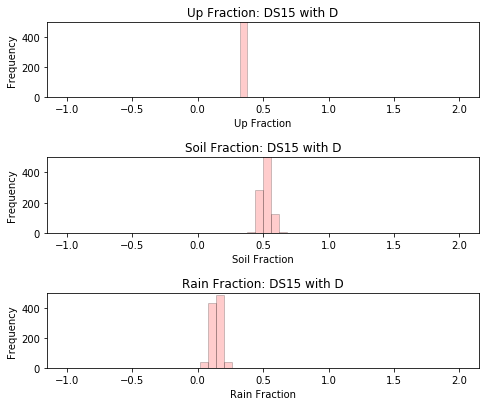 Up Fraction: DS15 with D
400
200
0
Frequency
−1.0 −0.5 0.0 0.5 1.0 1.5 2.0
Up Fraction
Soil Fraction: DS15 with D
400
200
0
Frequency
−1.0 −0.5 0.0 0.5 1.0 1.5 2.0
Soil Fraction
Rain Fraction: DS15 with D
400
200
0
Frequency
−1.0 −0.5 0.0 0.5 1.0 1.5 2.0
Rain Fraction